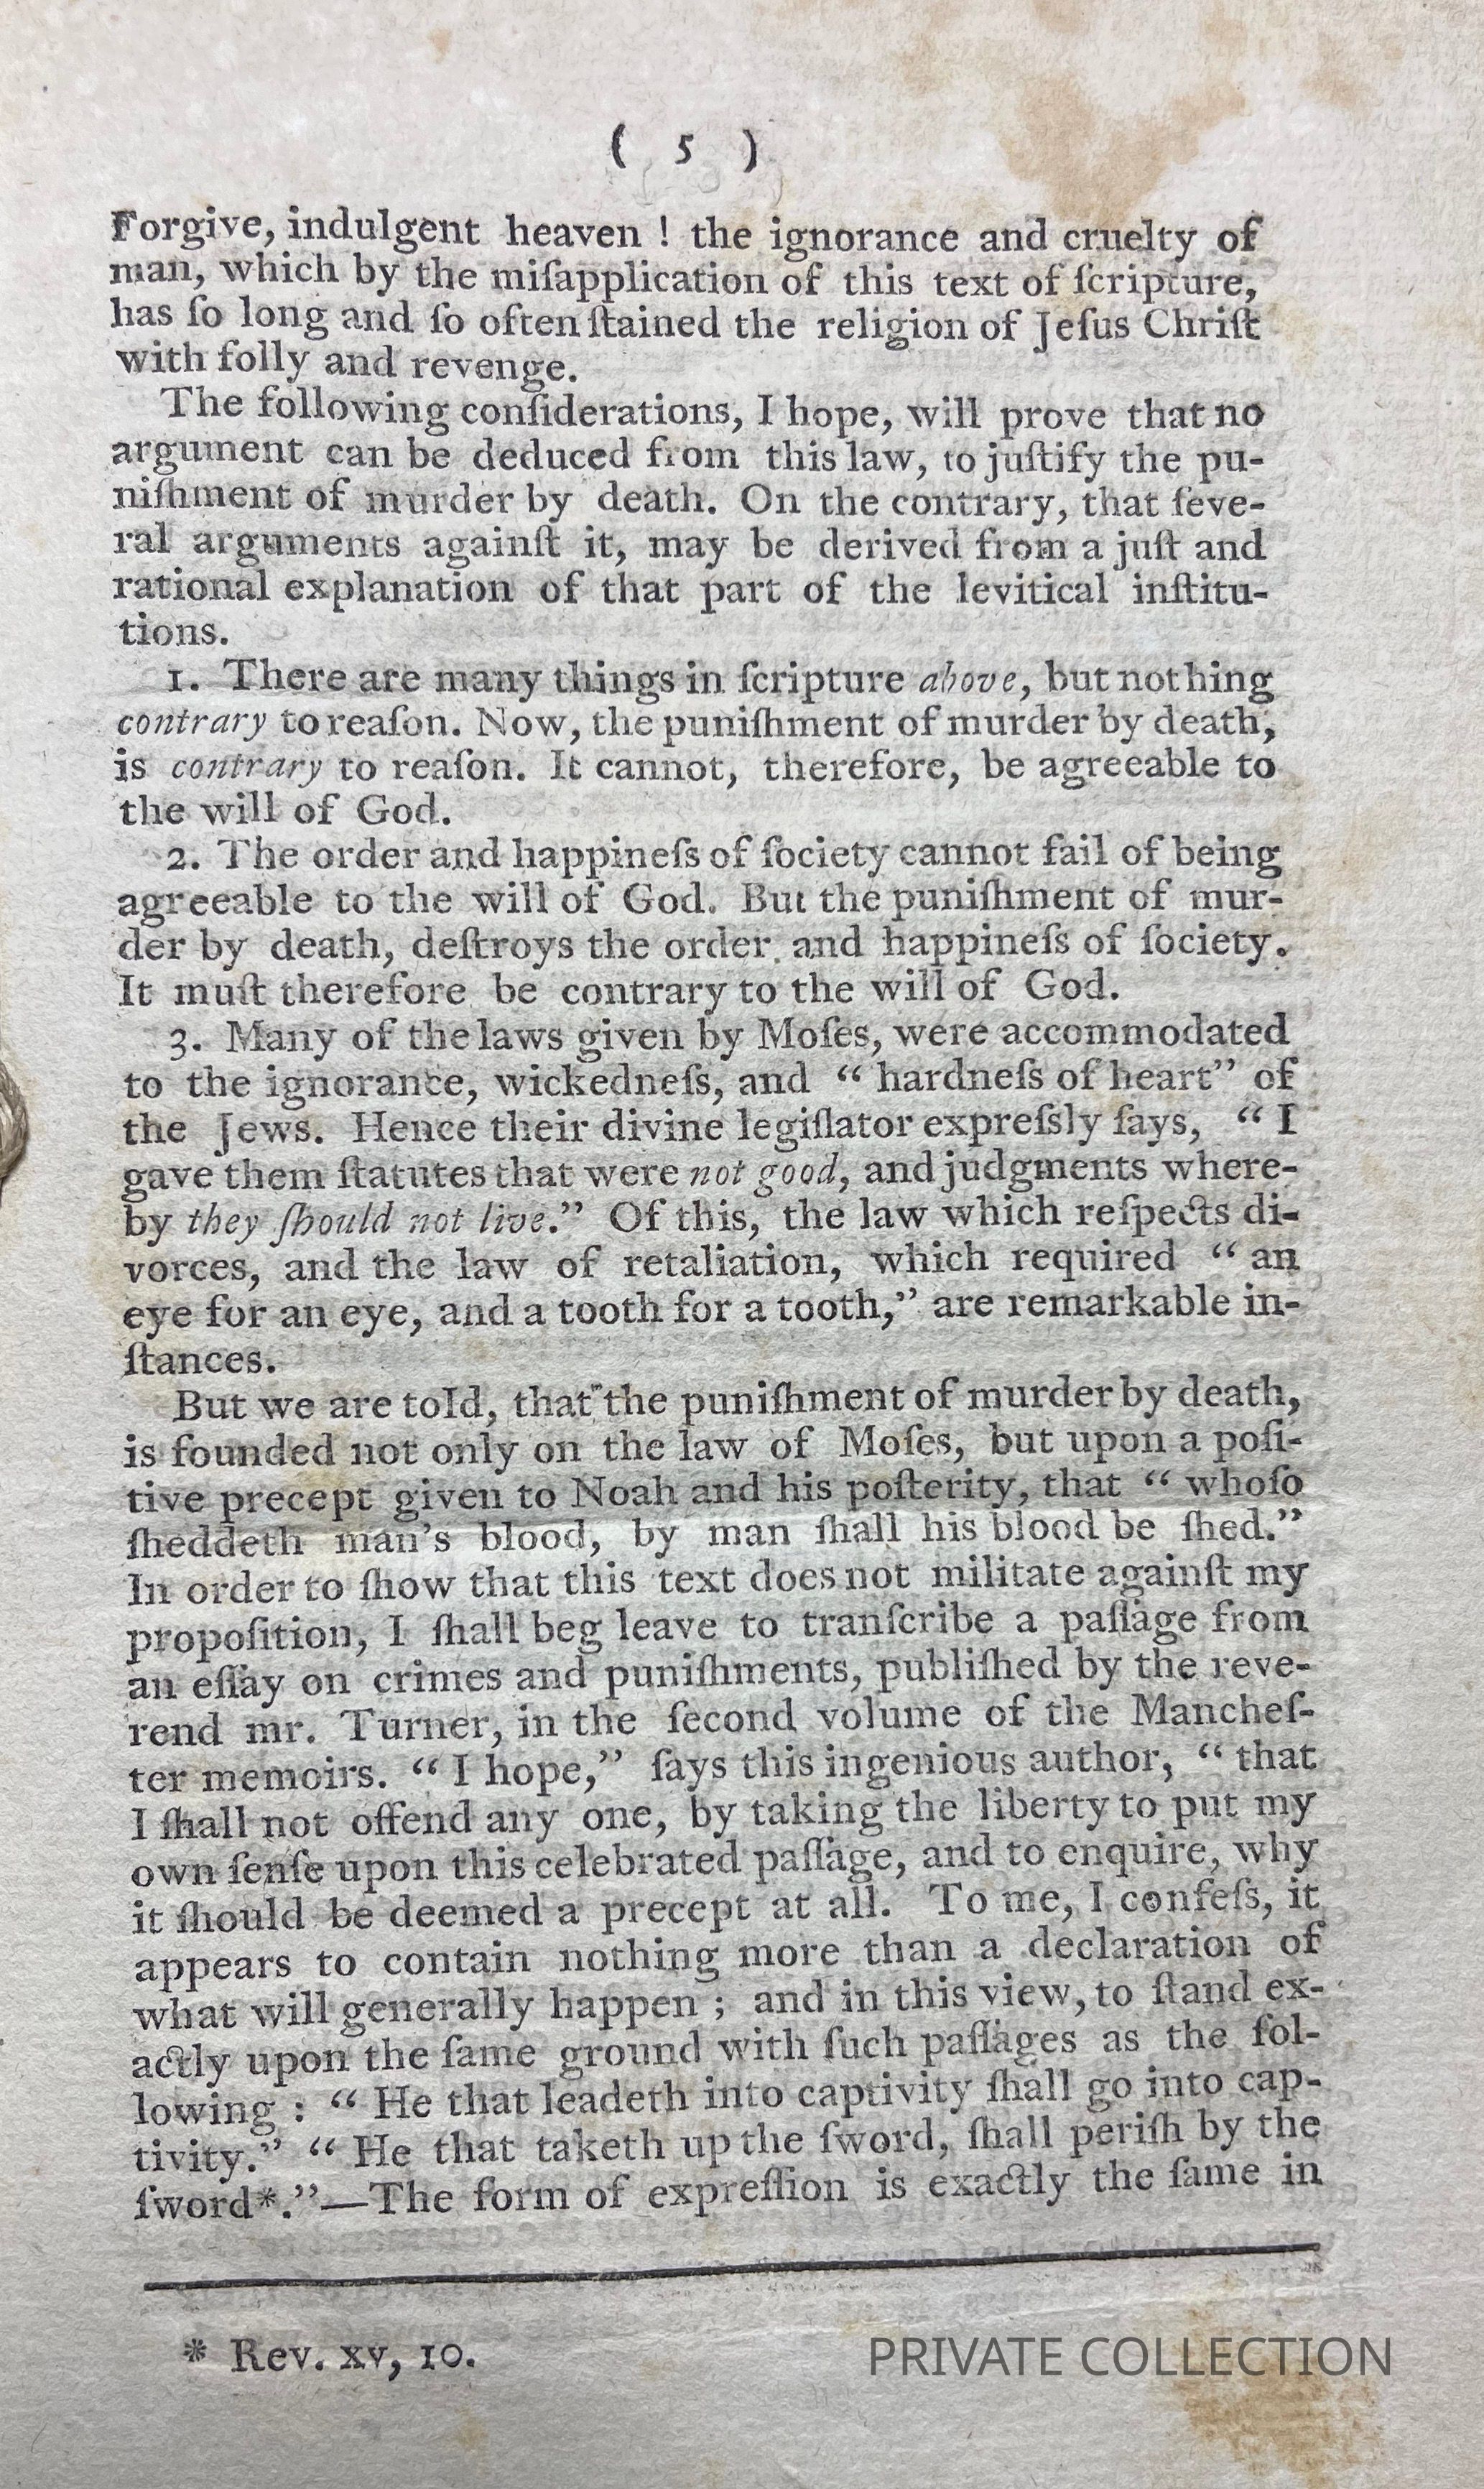 ( 5 )
Forgive, indulgent heaven ! the ignorance and cruelty of
man, which by the miſapplication of this text of ſcripture,
has ſo long and ſo often ſtained the religion of Jeſus Chriſt
with folly and revenge.
The following conſiderations, I hope, will prove that no
argument can be deduced from this law, to juſtify the pu-
niſhment of murder by death. On the contrary, that ſeve-
ral arguments againſt it, may be derived from a juſt and
rational explanation of that part of the levitical inſtitu-
tions.
1. There are many things in ſcripture above, but nothing
contrary to reaſon. Now, the puniſhment of murder by death,
is contrary to reaſon. It cannot, therefore, be agreeable to
the will of God.
2. The order and happineſs of ſociety cannot fail of being
agreeable to the will of God. But the puniſhment of mur-
der by death, deſtroys the order and happineſs of ſociety.
It muſt therefore be contrary to the will of God.
3. Many of the laws given by Moſes, were accommodated
to the ignorance, wickedneſs, and “ hardneſs of heart” of
the Jews. Hence their divine legiſlator expreſsly ſays, “ I
gave them ſtatutes that were not good, and judgments where-
by they ſhould not live.” Of this, the law which reſpects di-
vorces, and the law of retaliation, which required “ an
eye for an eye, and a tooth for a tooth,” are remarkable in-
ſtances.
But we are told, that the puniſhment of murder by death,
is founded not only on the law of Moſes, but upon a poſi-
tive precept given to Noah and his poſterity, that “ whoſo
ſheddeth man’s blood, by man ſhall his blood be ſhed.”
In order to ſhow that this text does not militate againſt my
propoſition, I ſhall beg leave to tranſcribe a paſſage from
an eſſay on crimes and puniſhments, publiſhed by the reve-
rend mr. Turner, in the ſecond volume of the Mancheſ-
ter memoirs. “ I hope,” ſays this ingenious author, “ that
I ſhall not offend any one, by taking the liberty to put my
own ſenſe upon this celebrated paſſage, and to enquire, why
it ſhould be deemed a precept at all. To me, I confeſs, it
appears to contain nothing more than a declaration of
what will generally happen ; and in this view, to ſtand ex-
actly upon the ſame ground with ſuch paſſages as the fol-
lowing : “ He that leadeth into captivity ſhall go into cap-
tivity.” “ He that taketh up the ſword, ſhall periſh by the
ſword*.”—The form of expreſſion is exactly the ſame in
* Rev. xv, 10.
PRIVATE COLLECTION